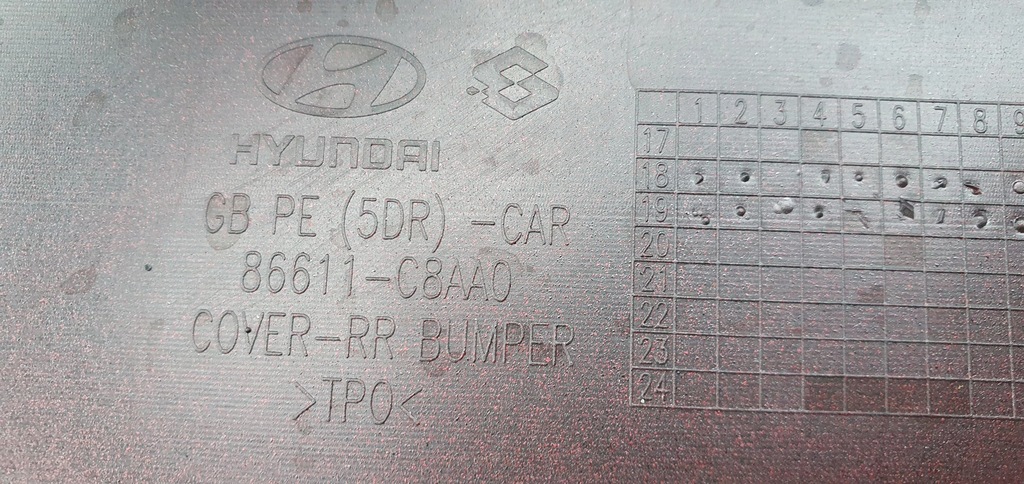 HYUNDAI
GB PE (5DR) -CAR
86611-C8AA0
COVER-RR BUMPER
>TPO<
1 2 3 4 5 6 7 8 9
17
18
19
20
21
22
23
24